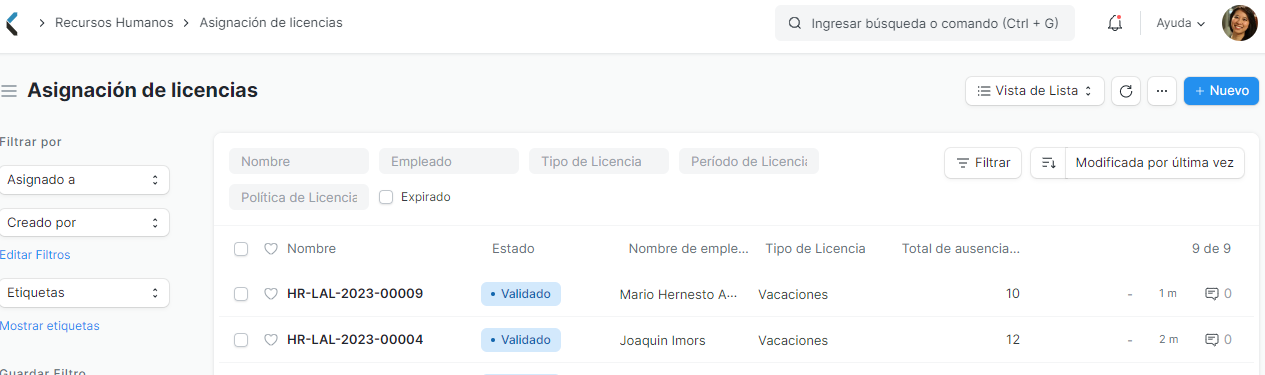 Recursos Humanos
Asignación de licencias
Ingresar búsqueda o comando (Ctrl + G)
Ayuda
Asignación de licencias
Vista de Lista
+ Nuevo
Filtrar por
Asignado a
Creado por
Editar Filtros
Etiquetas
Mostrar etiquetas
Guardar Filtro
Nombre
Empleado
Tipo de Licencia
Período de Licencia
Filtrar
Modificada por última vez
Política de Licencia
Expirado
Nombre Estado Nombre de emple... Tipo de Licencia Total de ausencia... 9 de 9
HR-LAL-2023-00009 Validado Mario Hernesto A... Vacaciones 10 - 1 m 0
HR-LAL-2023-00004 Validado Joaquin Imors Vacaciones 12 - 2 m 0